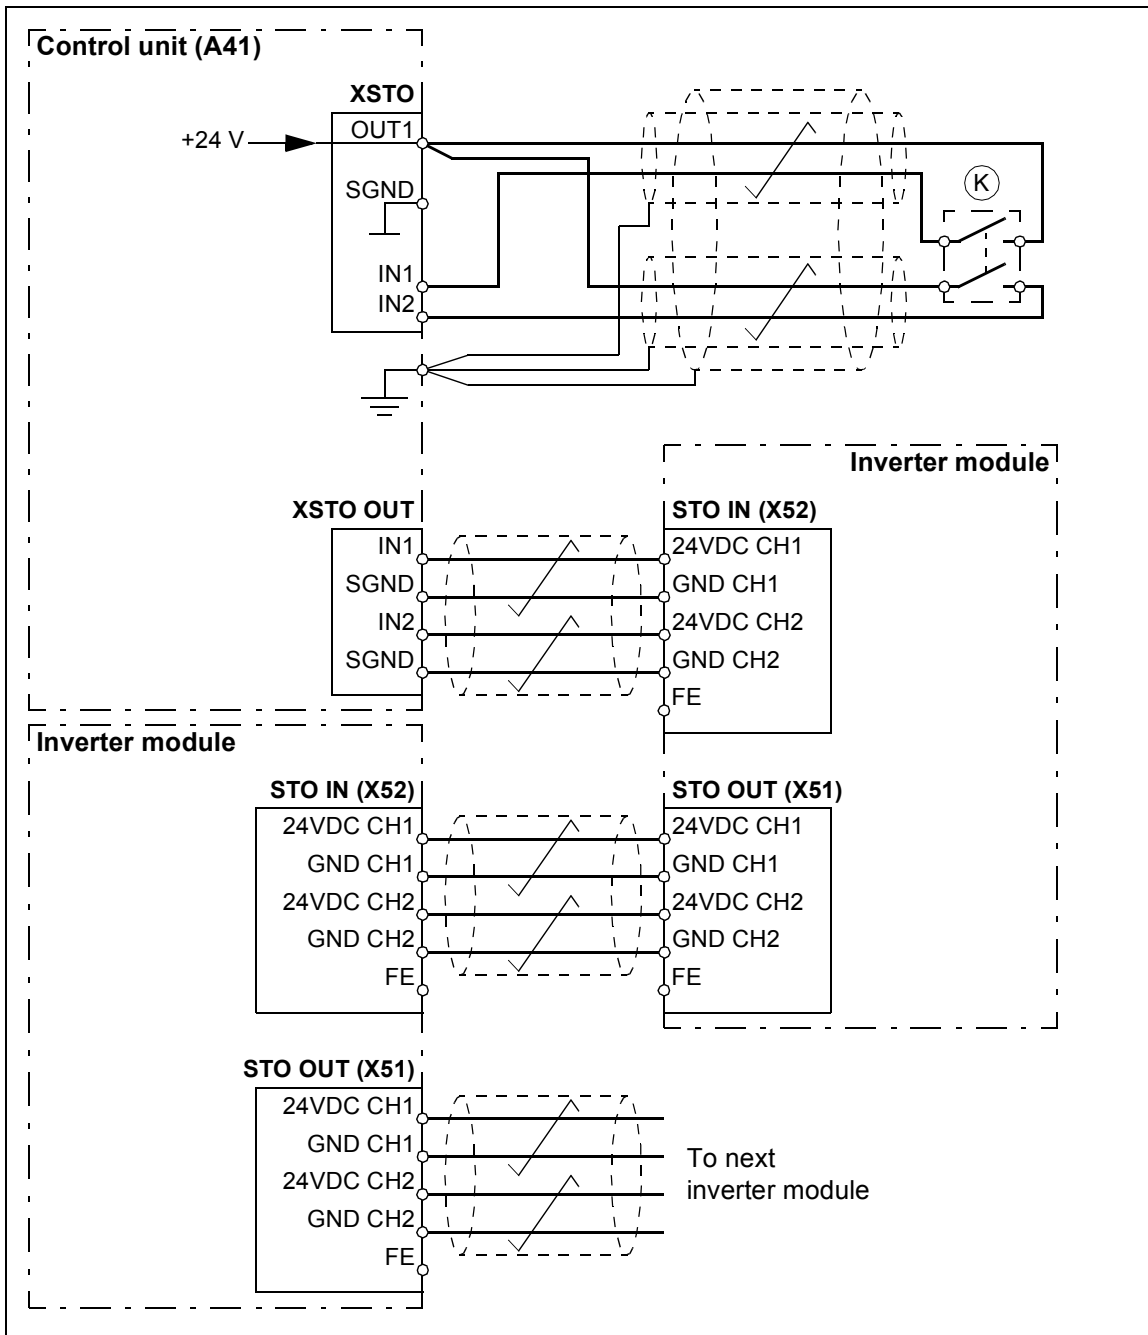 Control unit (A41)
XSTO
+24 V
OUT1
SGND
K
IN1
IN2
Inverter module
XSTO OUT
STO IN (X52)
IN1
24VDC CH1
SGND
GND CH1
IN2
24VDC CH2
SGND
GND CH2
FE
Inverter module
STO IN (X52)
STO OUT (X51)
24VDC CH1
24VDC CH1
GND CH1
GND CH1
24VDC CH2
24VDC CH2
GND CH2
GND CH2
FE
FE
STO OUT (X51)
24VDC CH1
GND CH1
24VDC CH2
GND CH2
FE
To next
inverter module